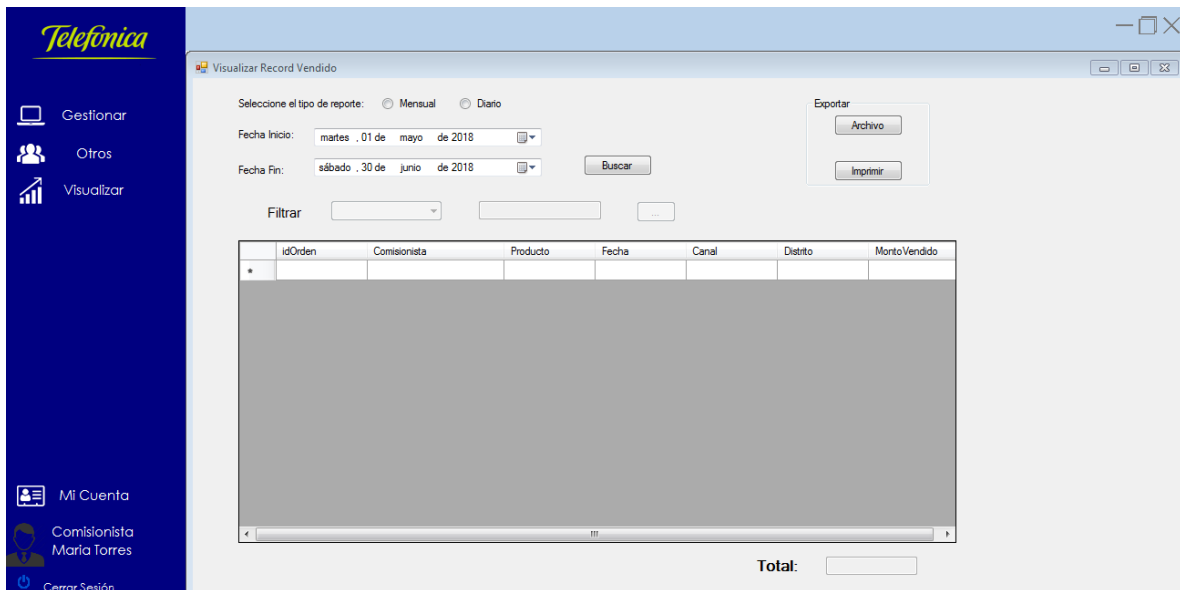 Telefónica
Gestionar
Otros
Visualizar
Mi Cuenta
Comisionista
Maria Torres
Cerrar Sesión
Visualizar Record Vendido
Seleccione el tipo de reporte: Mensual Diario
Fecha Inicio: martes , 01 de mayo de 2018
Fecha Fin: sábado , 30 de junio de 2018
Buscar
Exportar
Archivo
Imprimir
Filtrar
...
idOrden Comisionista Producto Fecha Canal Distrito MontoVendido
*
Total: